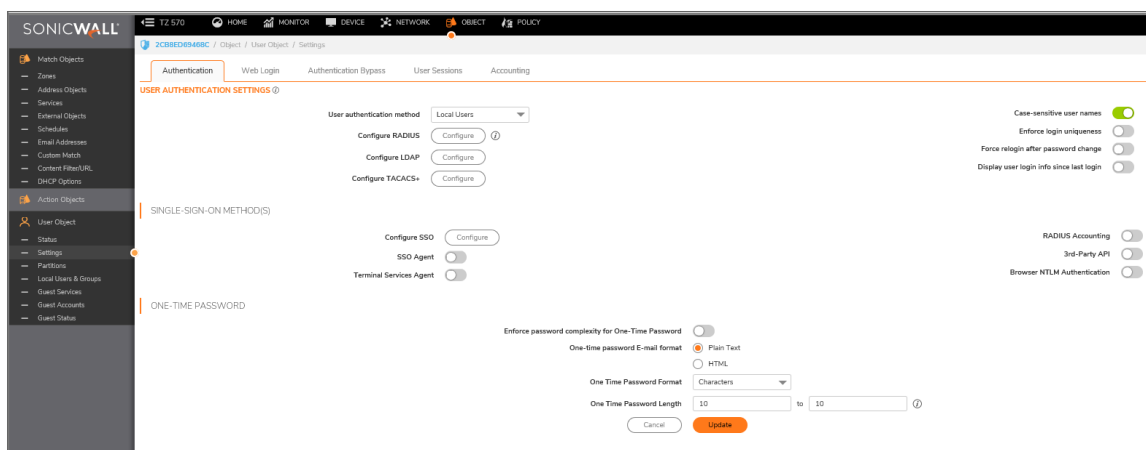 SONICWALL
TZ 570 HOME MONITOR DEVICE NETWORK OBJECT POLICY
2CB8ED69468C / Object / User Object / Settings
Match Objects
Zones
Address Objects
Services
External Objects
Schedules
Email Addresses
Custom Match
Content Filter/URL
DHCP Options
Action Objects
User Object
Status
Settings
Partitions
Local Users & Groups
Guest Services
Guest Accounts
Guest Status
Authentication Web Login Authentication Bypass User Sessions Accounting
USER AUTHENTICATION SETTINGS
User authentication method Local Users
Configure RADIUS Configure
Configure LDAP Configure
Configure TACACS+ Configure
Case-sensitive user names
Enforce login uniqueness
Force relogin after password change
Display user login info since last login
SINGLE-SIGN-ON METHOD(S)
Configure SSO Configure
SSO Agent
Terminal Services Agent
RADIUS Accounting
3rd-Party API
Browser NTLM Authentication
ONE-TIME PASSWORD
Enforce password complexity for One-Time Password
One-time password E-mail format Plain Text
HTML
One Time Password Format Characters
One Time Password Length 10 to 10
Cancel Update